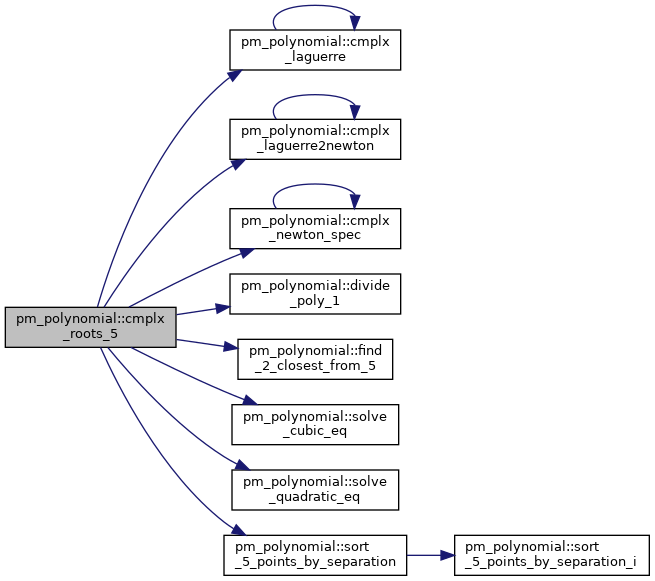 pm_polynomial::cmplx
_laguerre
pm_polynomial::cmplx
_laguerre2newton
pm_polynomial::cmplx
_newton_spec
pm_polynomial::divide
_poly_1
pm_polynomial::cmplx
_roots_5
pm_polynomial::find
_2_closest_from_5
pm_polynomial::solve
_cubic_eq
pm_polynomial::solve
_quadratic_eq
pm_polynomial::sort
_5_points_by_separation
pm_polynomial::sort
_5_points_by_separation_i